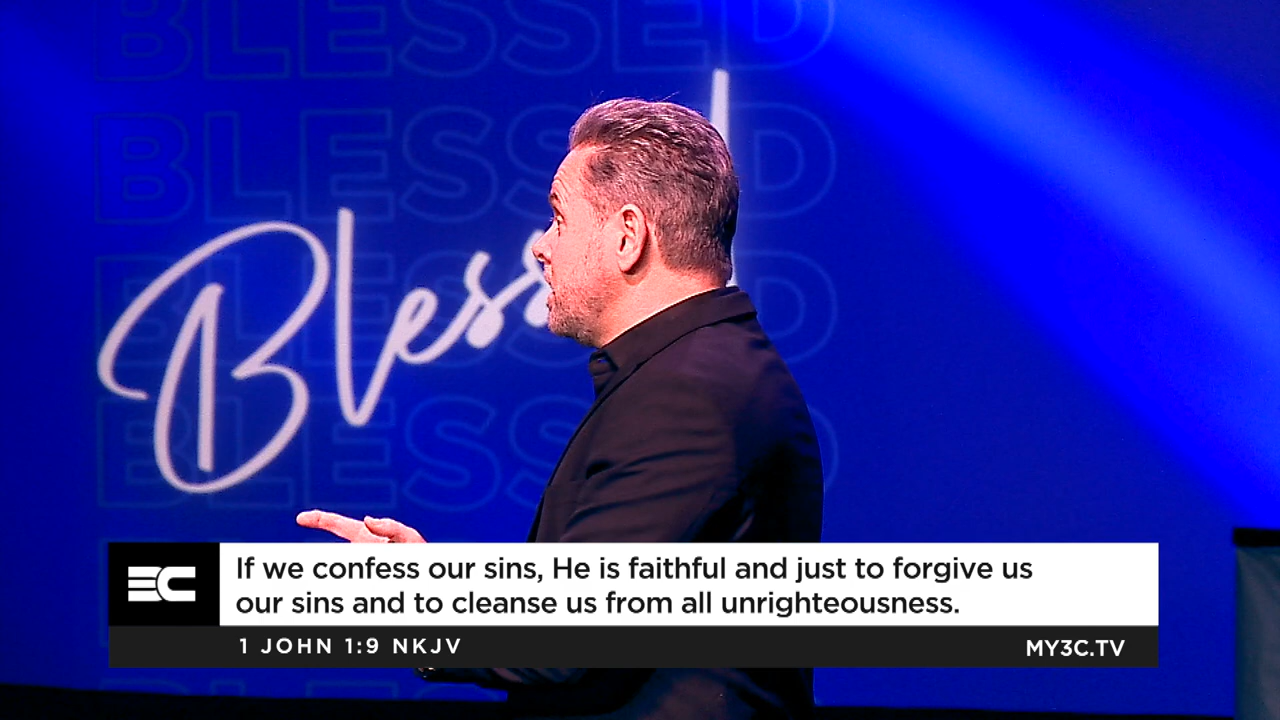 BLESSED
BLESSED
Bless
BLESSED
BLESSED
3C
If we confess our sins, He is faithful and just to forgive us
our sins and to cleanse us from all unrighteousness.
1 JOHN 1:9 NKJV
MY3C.TV